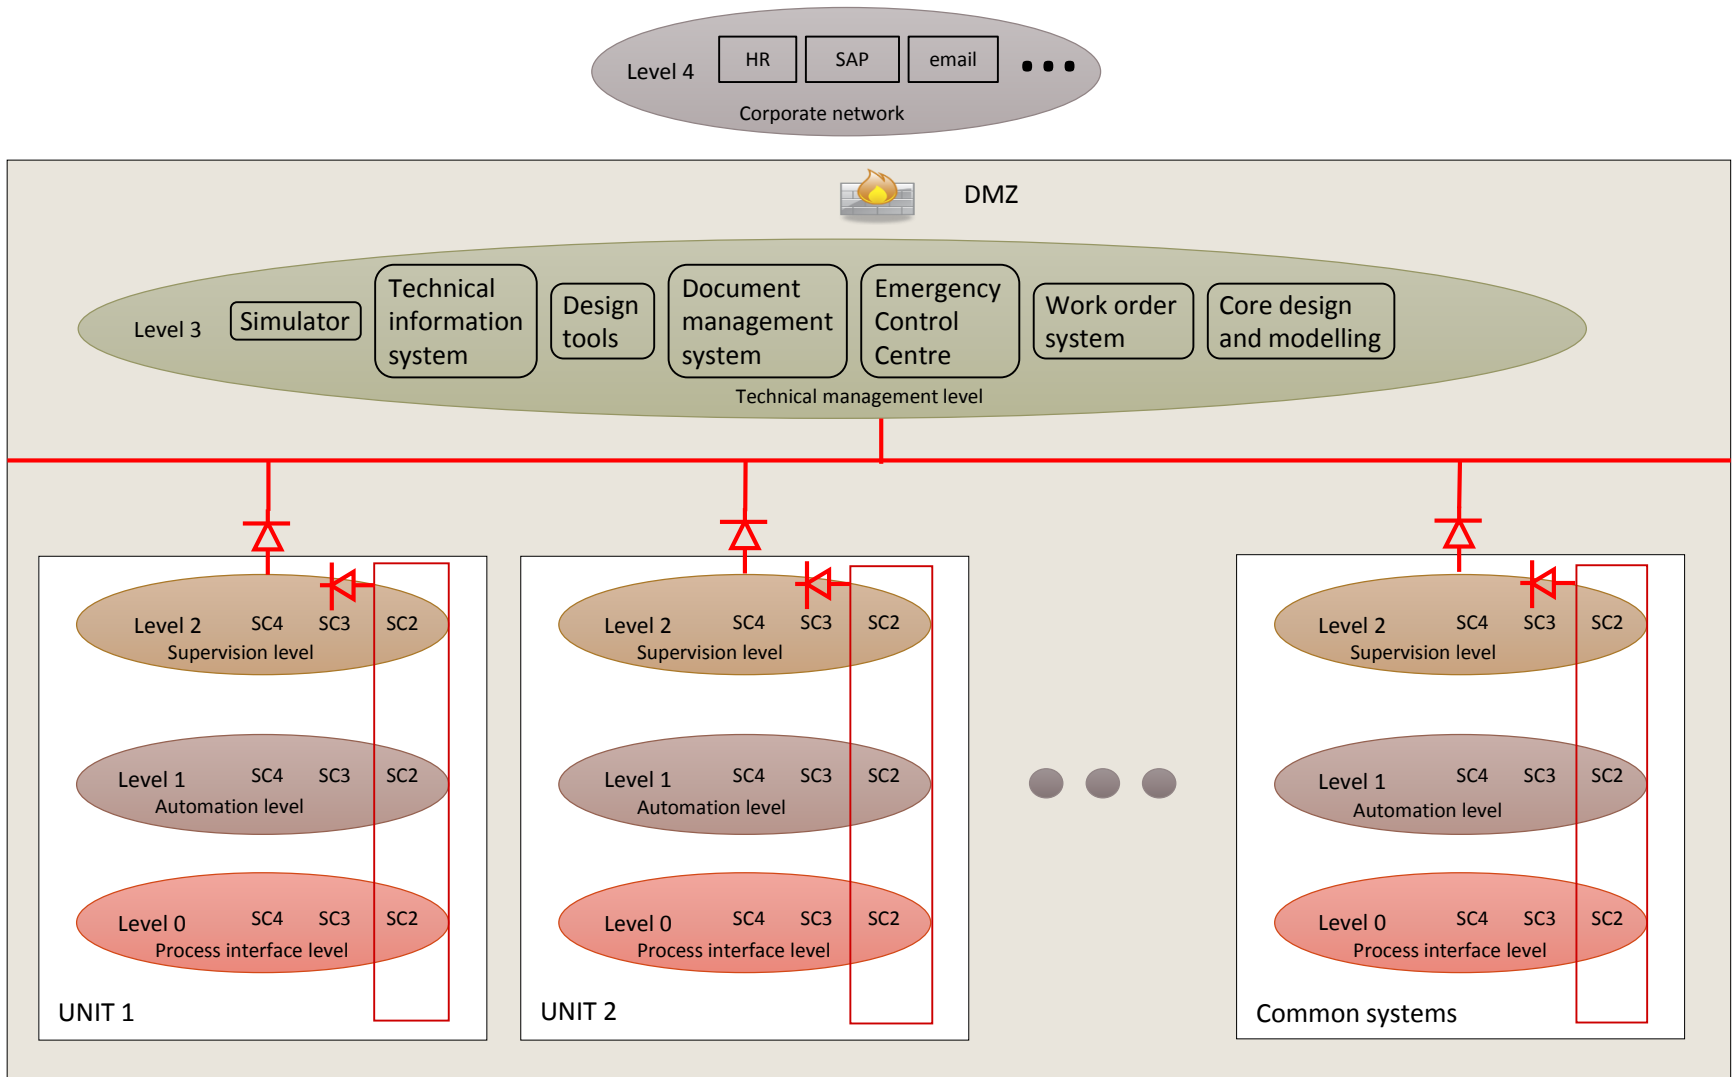 Level 4
HR
SAP
email
Corporate network
DMZ
Level 3
Simulator
Technical
information
system
Design
tools
Document
management
system
Emergency
Control
Centre
Work order
system
Core design
and modelling
Technical management level
Level 2 SC4 SC3 SC2
Supervision level
Level 1 SC4 SC3 SC2
Automation level
Level 0 SC4 SC3 SC2
Process interface level
UNIT 1
Level 2 SC4 SC3 SC2
Supervision level
Level 1 SC4 SC3 SC2
Automation level
Level 0 SC4 SC3 SC2
Process interface level
UNIT 2
Level 2 SC4 SC3 SC2
Supervision level
Level 1 SC4 SC3 SC2
Automation level
Level 0 SC4 SC3 SC2
Process interface level
Common systems